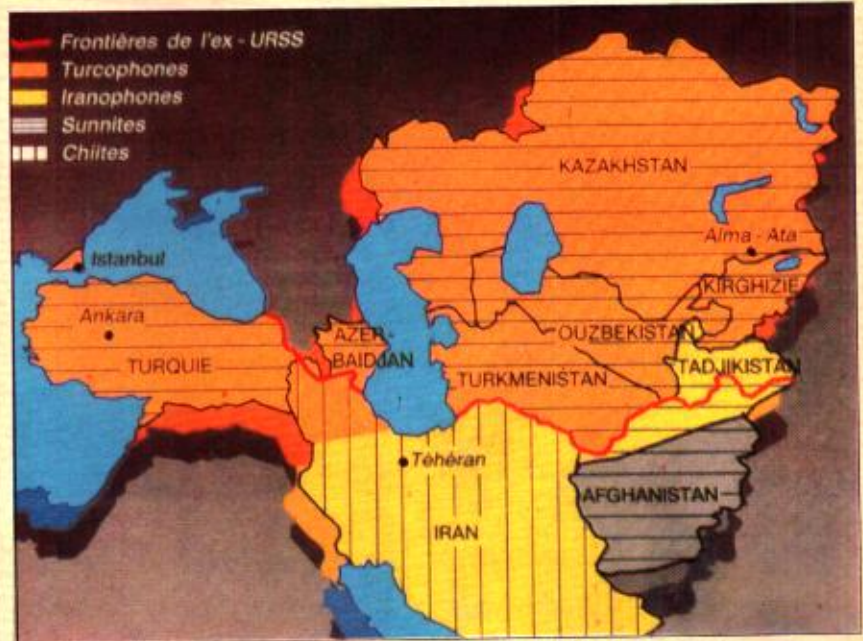 Frontières de l'ex - URSS
Turcophones
Iranophones
Sunnites
Chiites
KAZAKHSTAN
Alma - Ata
Istanbul
KIRGHIZIE
Ankara
AZER-
BAIDJAN
OUZBEKISTAN
TURQUIE
TURKMENISTAN
TADJIKISTAN
Téhéran
AFGHANISTAN
IRAN